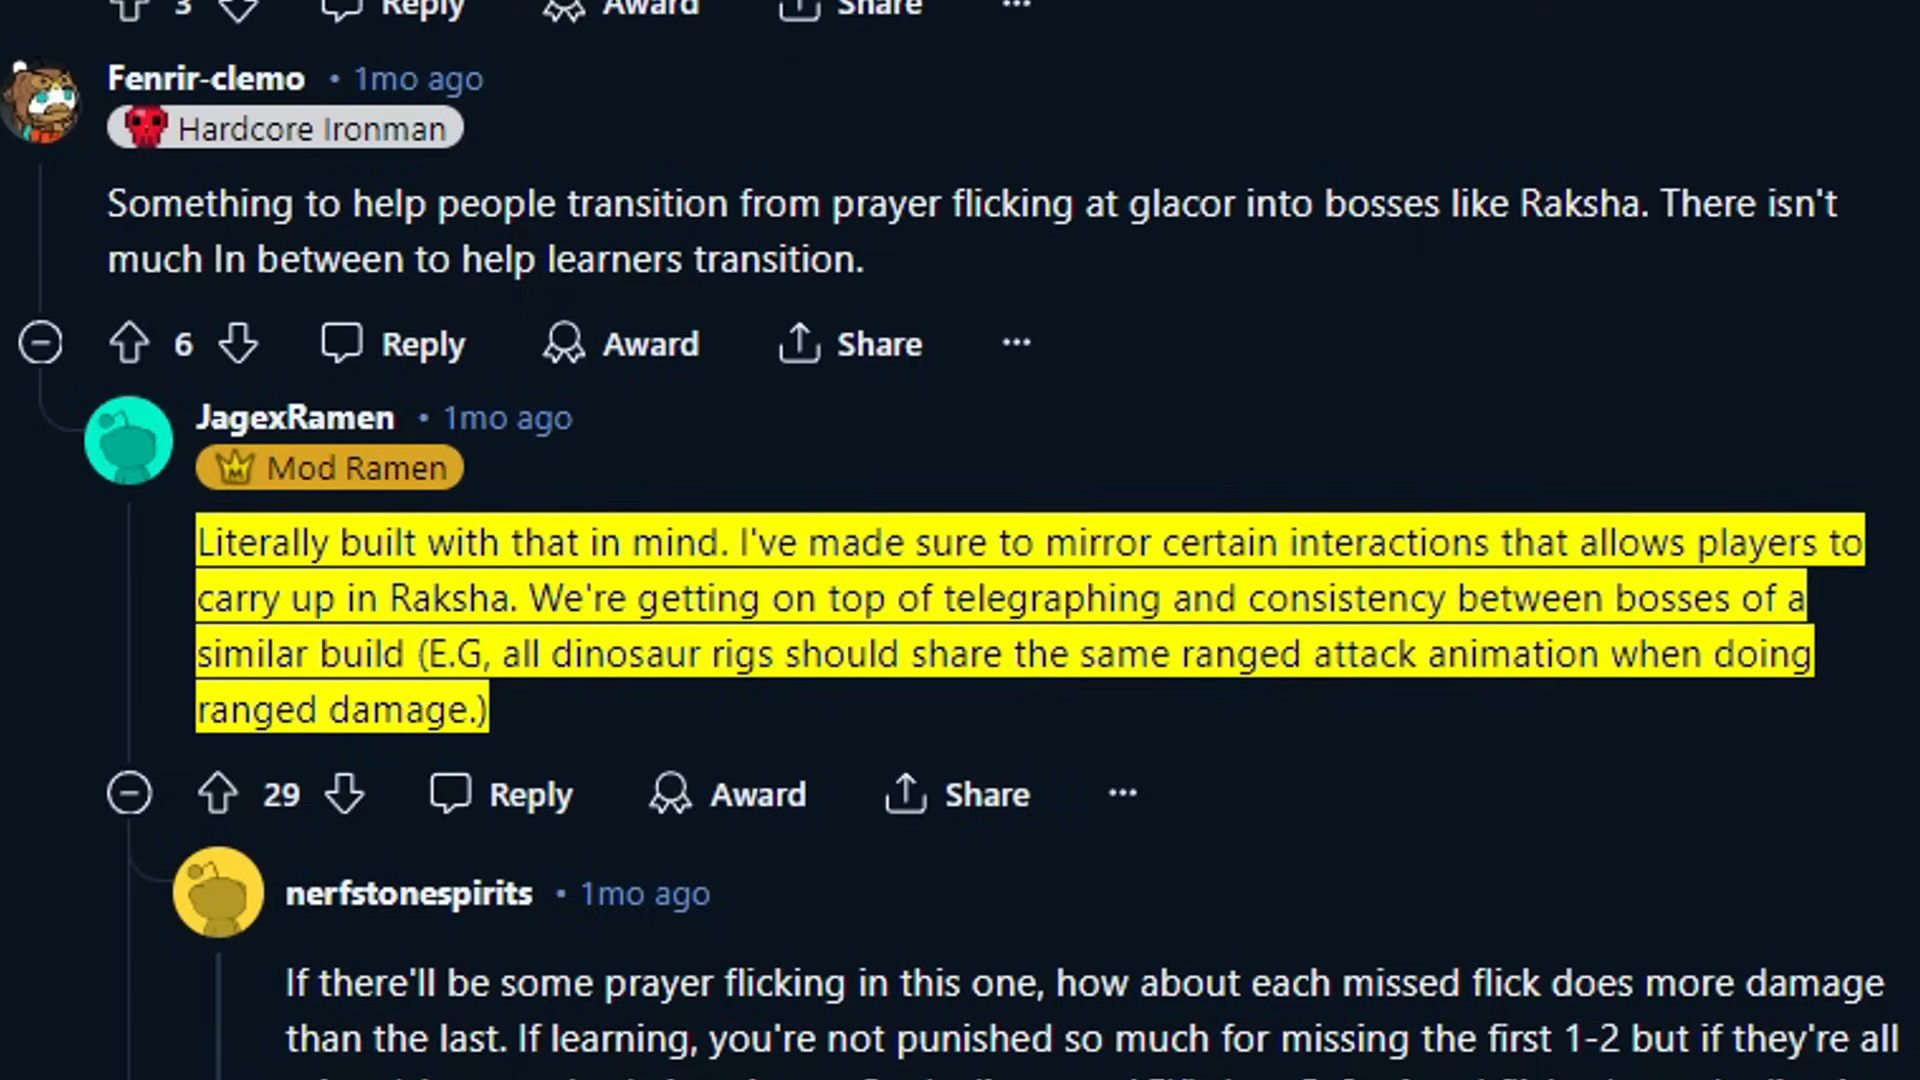 3 Reply Award Share ...
Fenrir-clemo • 1mo ago
Hardcore Ironman
Something to help people transition from prayer flicking at glacor into bosses like Raksha. There isn't
much In between to help learners transition.
6 Reply Award Share ...
JagexRamen • 1mo ago
Mod Ramen
Literally built with that in mind. I've made sure to mirror certain interactions that allows players to
carry up in Raksha. We're getting on top of telegraphing and consistency between bosses of a
similar build (E.G, all dinosaur rigs should share the same ranged attack animation when doing
ranged damage.)
29 Reply Award Share ...
nerfstonespirits • 1mo ago
If there'll be some prayer flicking in this one, how about each missed flick does more damage
than the last. If learning, you're not punished so much for missing the first 1-2 but if they're all